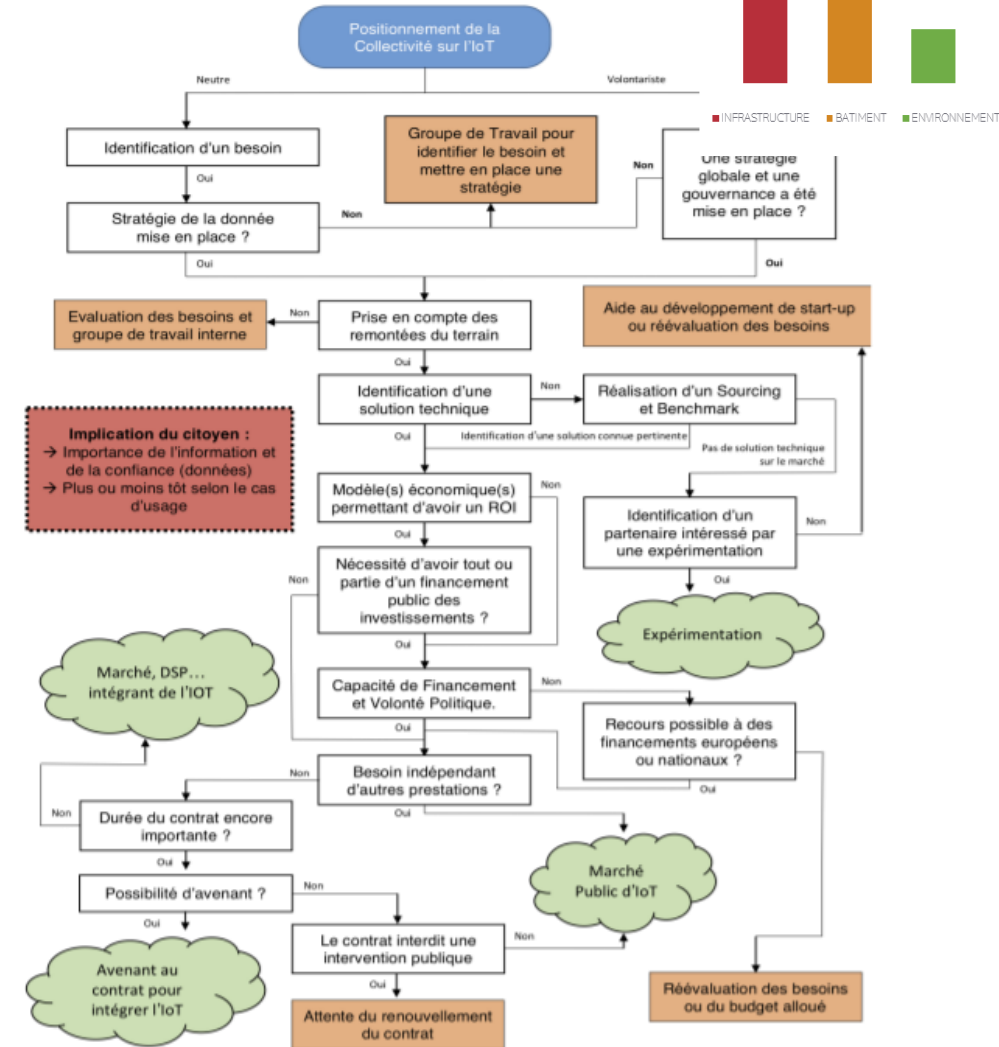 Positionnement de la
Collectivité sur l'IoT
INFRASTRUCTURE
BATIMENT
ENVIRONNEMENT
Neutre
Volontariste
Identification d'un besoin
Groupe de Travail pour
identifier le besoin et
mettre en place une
stratégie
Non
Une stratégie
globale et une
gouvernance a été
mise en place ?
Oui
Stratégie de la donnée
mise en place ?
Non
Oui
Oui
Evaluation des besoins et
groupe de travail interne
Non
Prise en compte des
remontées du terrain
Aide au développement de start-up
ou réévaluation des besoins
Oui
Identification d'une
solution technique
Non
Réalisation d'un Sourcing
et Benchmark
Implication du citoyen :
→ Importance de l'information et
de la confiance (données)
→ Plus ou moins tôt selon le cas
d'usage
Oui
Identification d'une solution connue pertinente
Pas de solution technique
sur le marché
Modèle(s) économique(s)
permettant d'avoir un ROI
Non
Identification d'un
partenaire intéressé par
une expérimentation
Non
Oui
Oui
Non
Nécessité d'avoir tout ou
partie d'un financement
public des
investissements ?
Expérimentation
Oui
Marché, DSP...
intégrant de l'IOT
Capacité de Financement
et Volonté Politique.
Non
Oui
Recours possible à des
financements européens
ou nationaux ?
Oui
Non
Besoin indépendant
d'autres prestations ?
Oui
Non
Durée du contrat encore
importante ?
Oui
Marché
Public d'IoT
Possibilité d'avenant ?
Non
Oui
Le contrat interdit une
intervention publique
Non
Avenant au
contrat pour
intégrer l'IoT
Oui
Attente du renouvellement
du contrat
Réévaluation des besoins
ou du budget alloué